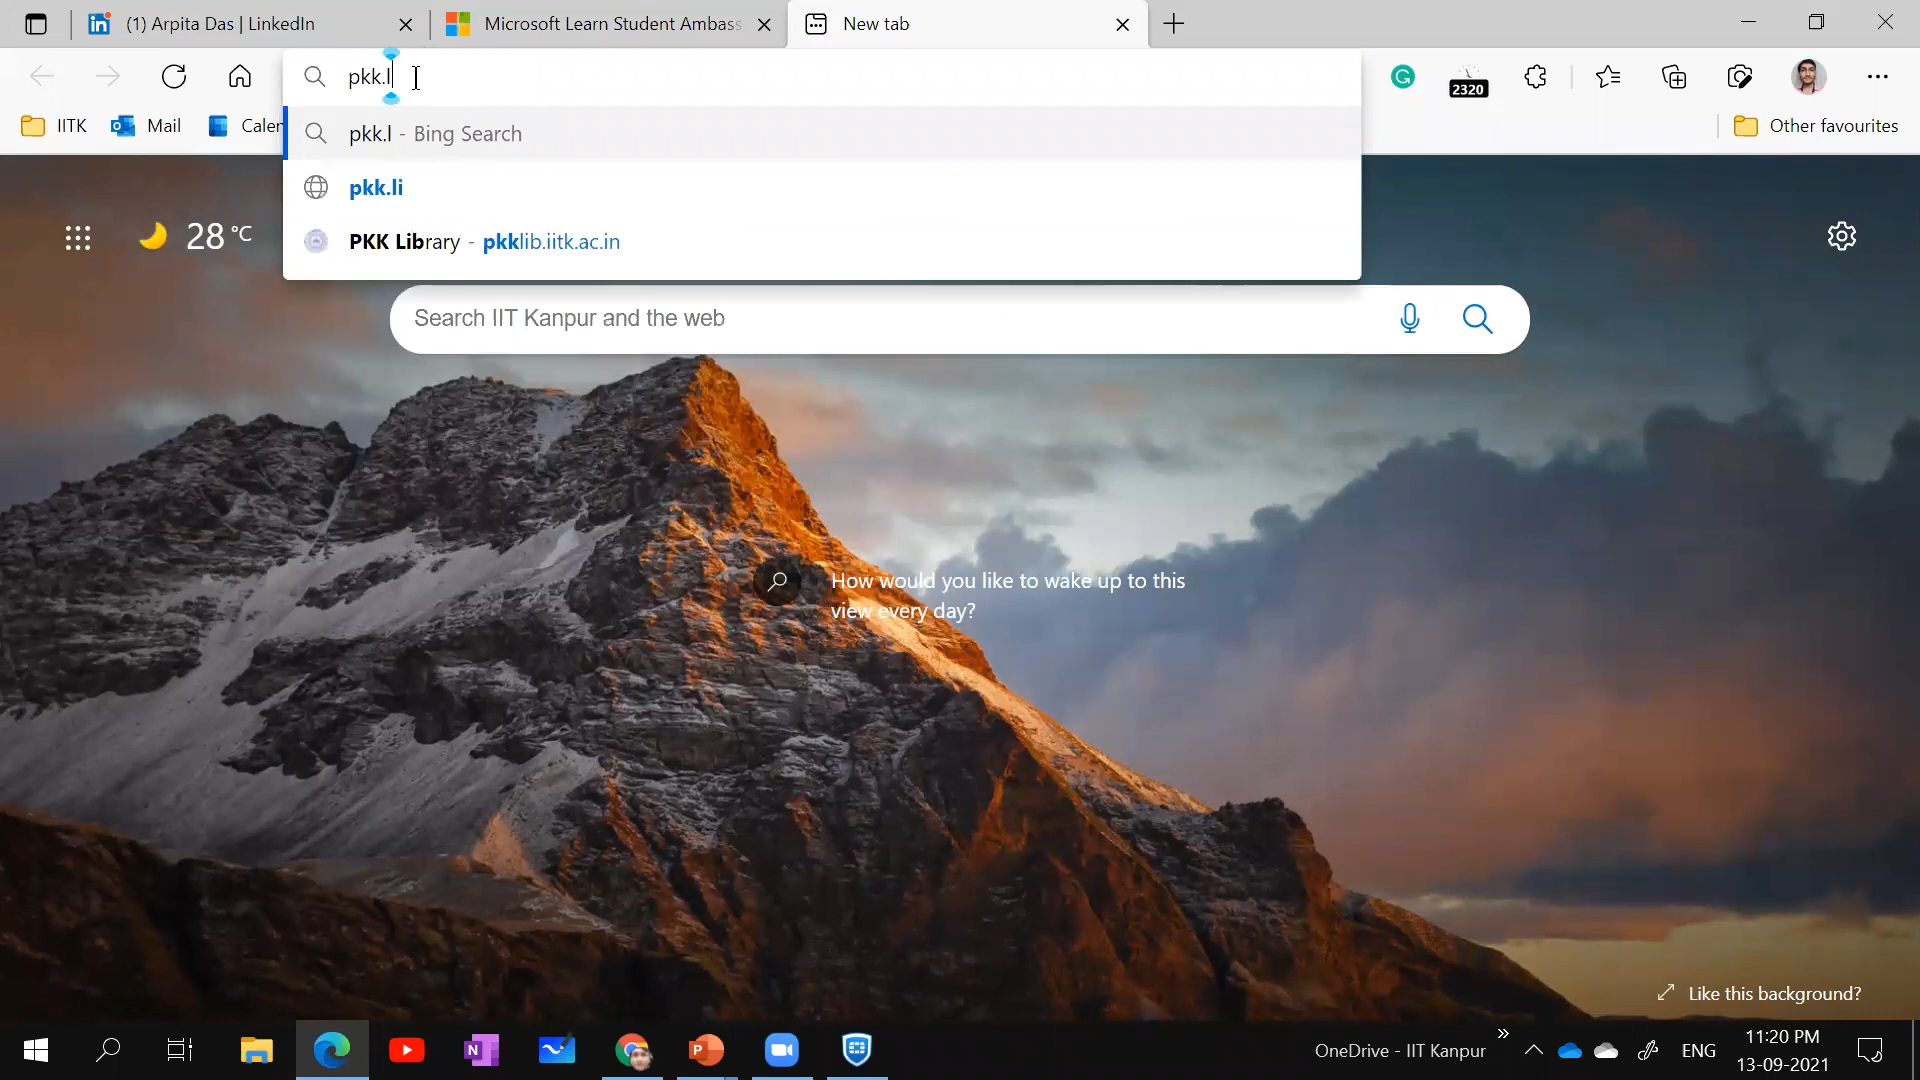 (1) Arpita Das | LinkedIn
Microsoft Learn Student Ambass
New tab
pkk.l
G
2320
IITK
Mail
Caler
Other favourites
pkk.l - Bing Search
pkk.li
PKK Library - pkklib.iitk.ac.in
28 °C
Search IIT Kanpur and the web
How would you like to wake up to this
view every day?
Like this background?
OneDrive - IIT Kanpur
ENG
11:20 PM
13-09-2021